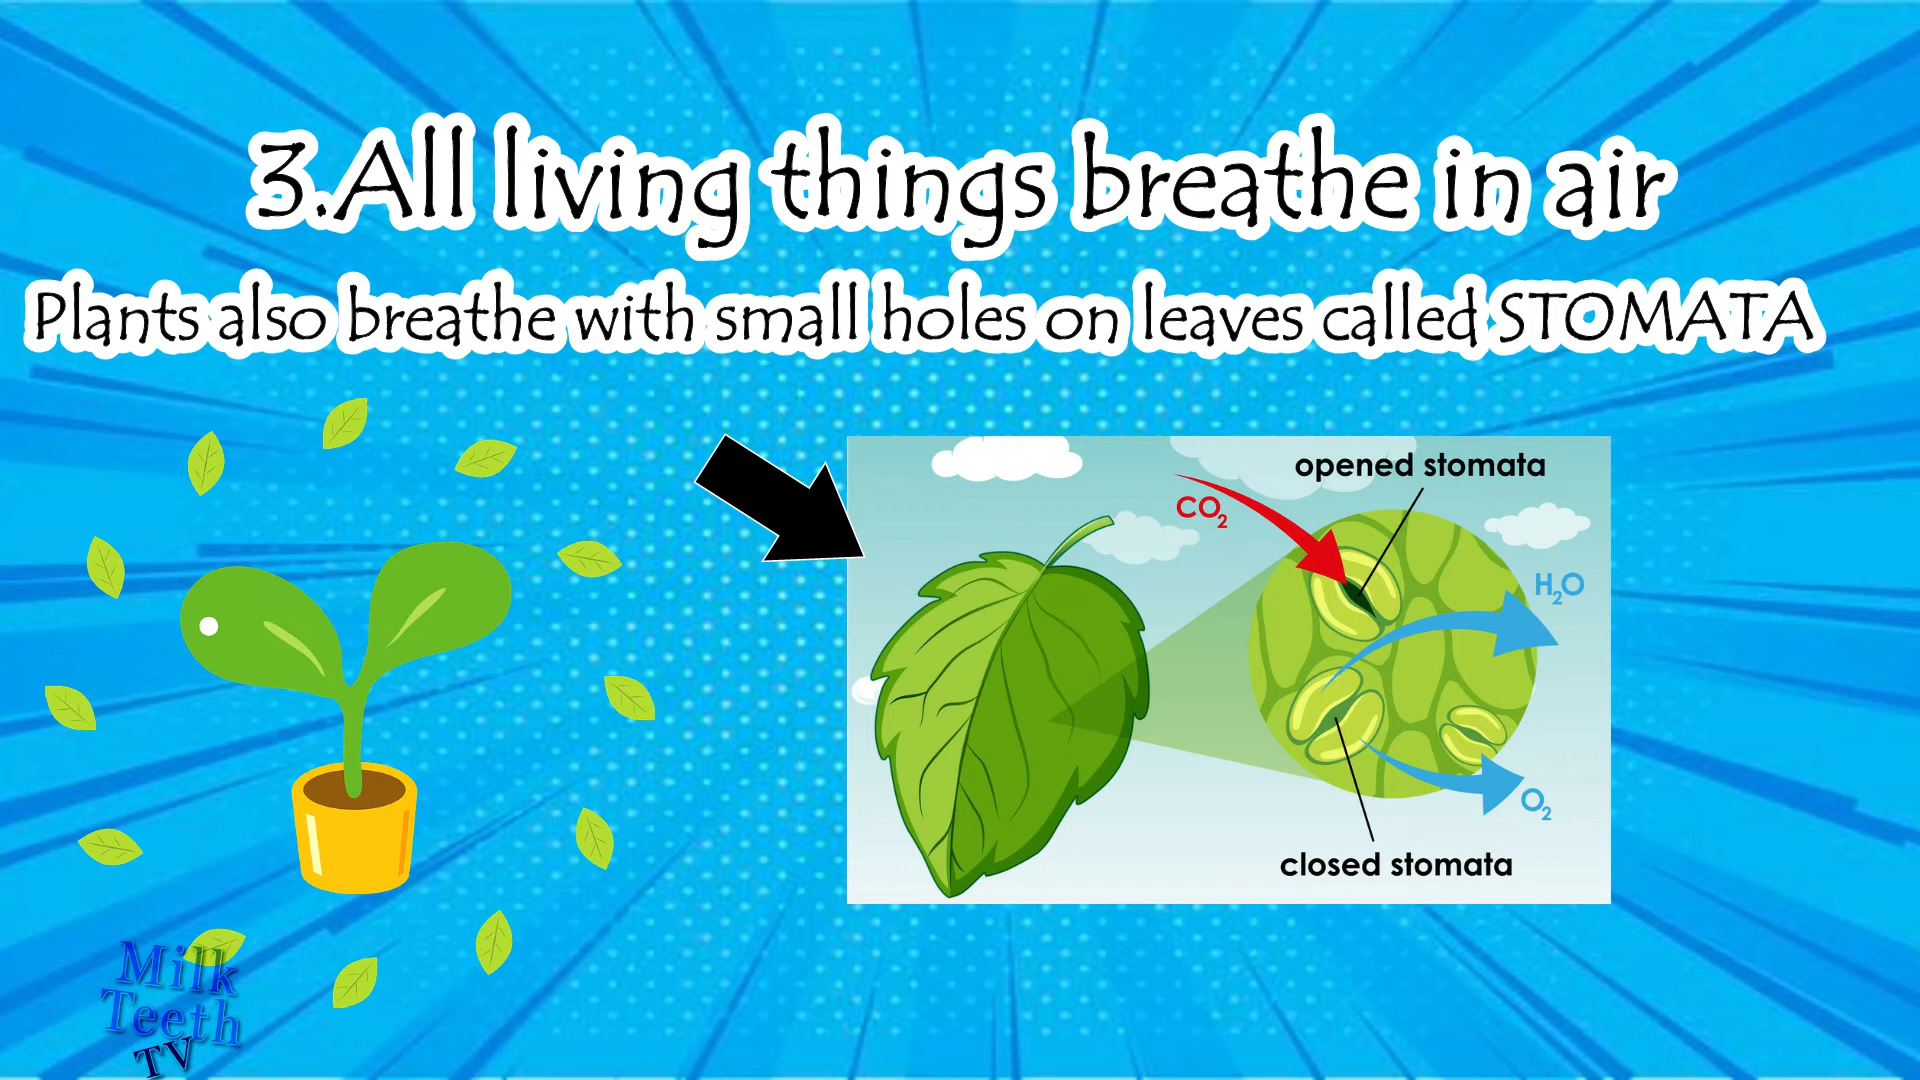 3.All living things breathe in air
Plants also breathe with small holes on leaves called STOMATA
opened stomata
CO2
H2O
O2
closed stomata
Milk
Teeth
TV